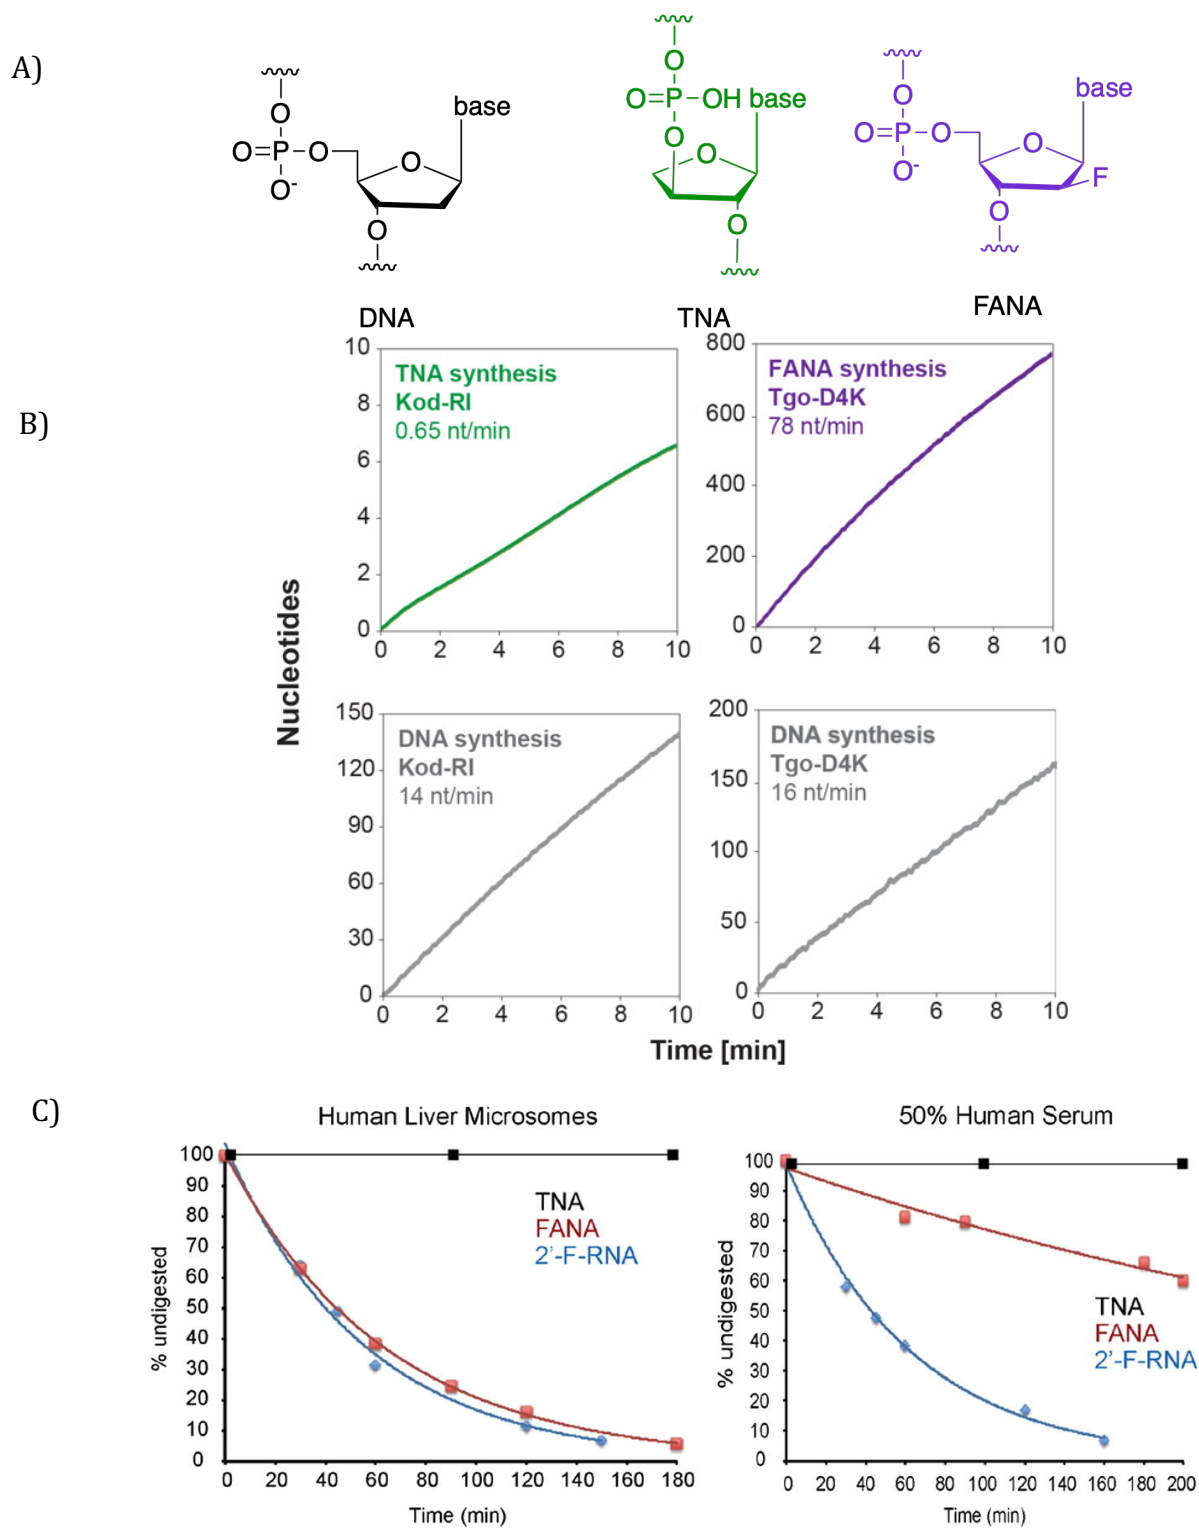 A)
O
O=P-O
O-
O
base
O
DNA
O
O=P-OH
O
O
base
O
TNA
O
O=P-O
O-
O
base
F
O
FANA
B)
Nucleotides
10
8
6
4
2
0
TNA synthesis
Kod-RI
0.65 nt/min
0 2 4 6 8 10
800
600
400
200
0
FANA synthesis
Tgo-D4K
78 nt/min
0 2 4 6 8 10
150
120
90
60
30
0
DNA synthesis
Kod-RI
14 nt/min
0 2 4 6 8 10
200
150
100
50
0
DNA synthesis
Tgo-D4K
16 nt/min
0 2 4 6 8 10
Time [min]
C)
Human Liver Microsomes
% undigested
100
90
80
70
60
50
40
30
20
10
0
TNA
FANA
2'-F-RNA
0 20 40 60 80 100 120 140 160 180
Time (min)
50% Human Serum
% undigested
100
90
80
70
60
50
40
30
20
10
0
TNA
FANA
2'-F-RNA
0 20 40 60 80 100 120 140 160 180 200
Time (min)